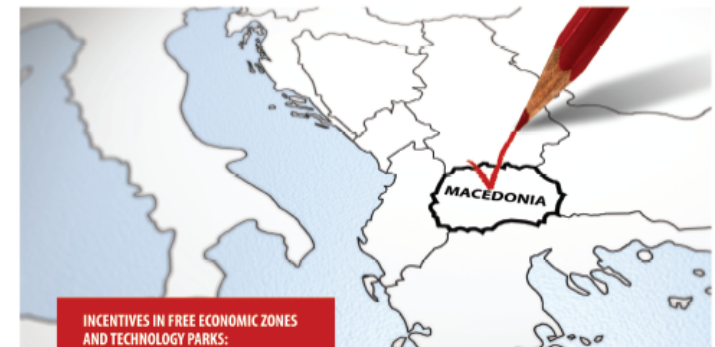 MACEDONIA
INCENTIVES IN FREE ECONOMIC ZONES
AND TECHNOLOGY PARKS: